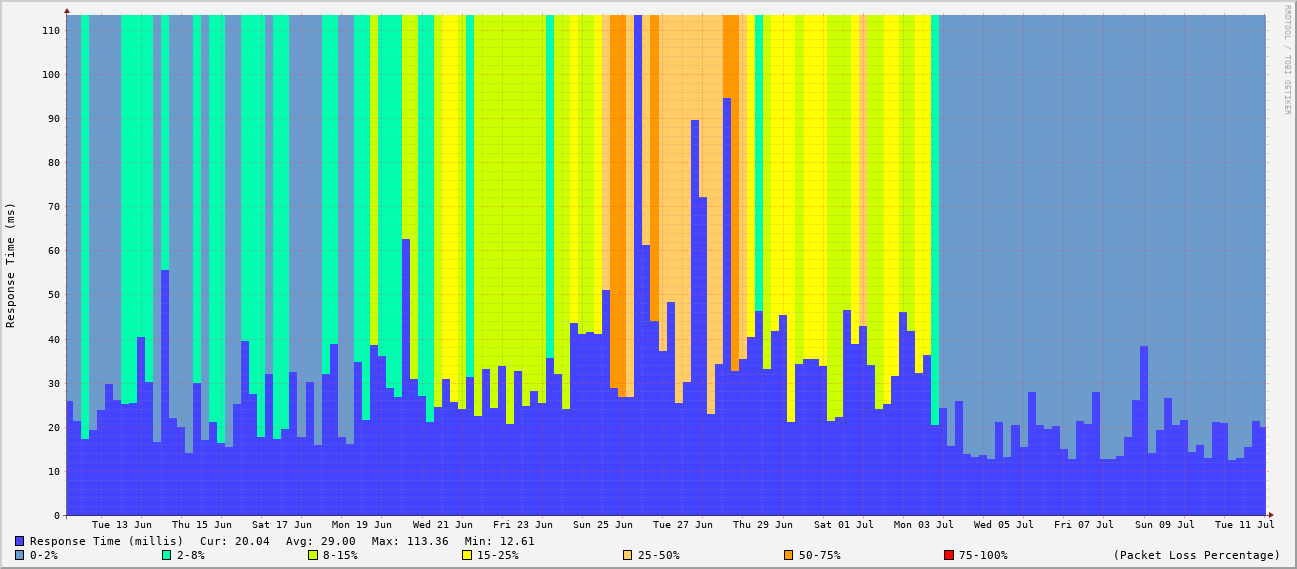 RRDTOOL / TOBI OETIKER
Response Time (ms)
110
100
90
80
70
60
50
40
30
20
10
0
Tue 13 Jun Thu 15 Jun Sat 17 Jun Mon 19 Jun Wed 21 Jun Fri 23 Jun Sun 25 Jun Tue 27 Jun Thu 29 Jun Sat 01 Jul Mon 03 Jul Wed 05 Jul Fri 07 Jul Sun 09 Jul Tue 11 Jul
Response Time (millis) Cur: 20.04 Avg: 29.00 Max: 113.36 Min: 12.61
0-2% 2-8% 8-15% 15-25% 25-50% 50-75% 75-100% (Packet Loss Percentage)